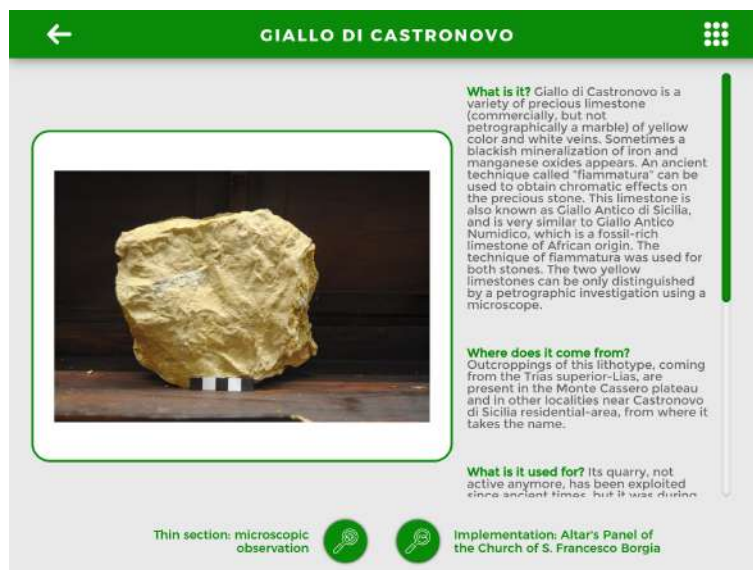 GIALLO DI CASTRONOVO
What is it? Giallo di Castronovo is a
variety of precious limestone
(commercially, but not
petrographically a marble) of yellow
color and white veins. Sometimes a
blackish mineralization of iron and
manganese oxides appears. An ancient
technique called "fiammatura" can be
used to obtain chromatic effects on
the precious stone. This limestone is
also known as Giallo Antico di Sicilia,
and is very similar to Giallo Antico
Numidico, which is a fossil-rich
limestone of African origin. The
technique of fiammatura was used for
both stones. The two yellow
limestones can be only distinguished
by a petrographic investigation using a
microscope.
Where does it come from?
Outcroppings of this lithotype, coming
from the Trias superior-Lias, are
present in the Monte Cassero plateau
and in other localities near Castronovo
di Sicilia residential-area, from where it
takes the name.
What is it used for? Its quarry, not
active anymore, has been exploited
since ancient times, but it was during
Thin section: microscopic
observation
Implementation: Altar's Panel of
the Church of S. Francesco Borgia